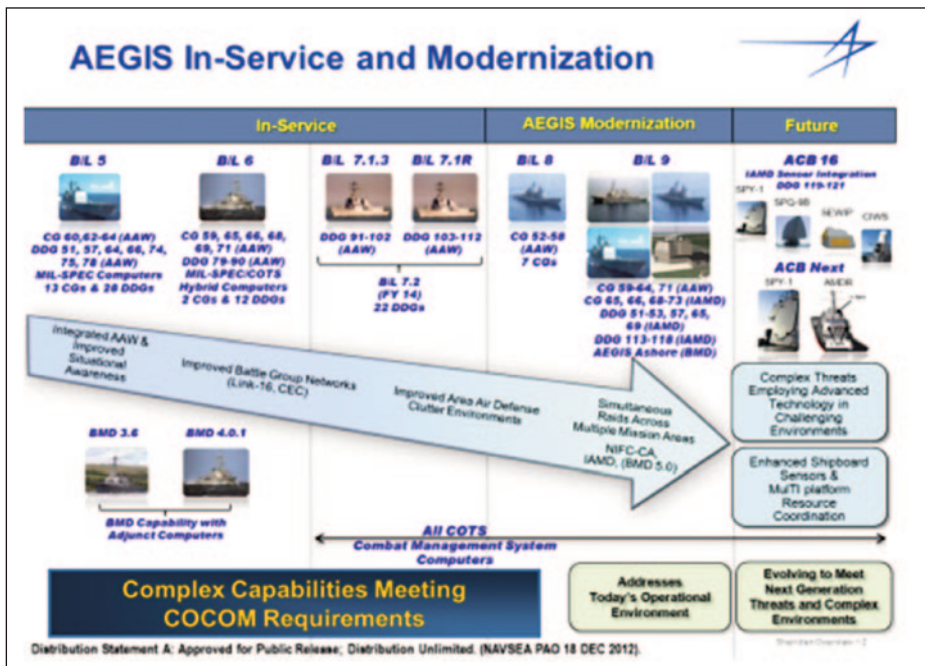 AEGIS In-Service and Modernization
In-Service
AEGIS Modernization
Future
B/L 5
CG 60,62-64 (AAW)
DDG 51, 57, 64, 66, 74,
75, 78 (AAW)
MIL-SPEC Computers
13 CGs & 28 DDGs
B/L 6
CG 59, 65, 66, 68,
69, 71 (AAW)
DDG 79-90 (AAW)
MIL-SPEC/COTS
Hybrid Computers
2 CGs & 12 DDGs
B/L 7.1.3
DDG 91-102
(AAW)
B/L 7.1R
DDG 103-112
(AAW)
B/L 7.2
(FY 14)
22 DDGs
B/L 8
CG 52-58
(AAW)
7 CGs
B/L 9
CG 59-64, 71 (AAW)
CG 65, 66, 68-73 (IAMD)
DDG 51-53, 57, 65,
69 (IAMD)
DDG 113-118 (IAMD)
AEGIS Ashore (BMD)
ACB 16
IAMD Sensor Integration
DDG 119-121
SPY-1
SPQ-9B
SEWIP
CIWS
ACB Next
SPY-1
AMDR
Integrated AAW &
Improved
Situational
Awareness
Improved Battle Group Networks
(Link-16, CEC)
Improved Area Air Defense
Clutter Environments
Simultaneous
Raids Across
Multiple Mission Areas
NIFC-CA,
IAMD, (BMD 5.0)
Complex Threats
Employing Advanced
Technology in
Challenging
Environments
Enhanced Shipboard
Sensors &
MulTI platform
Resource
Coordination
BMD 3.6
BMD 4.0.1
BMD Capability with
Adjunct Computers
All COTS
Combat Management System
Computers
Complex Capabilities Meeting
COCOM Requirements
Addresses
Today's Operational
Environment
Evolving to Meet
Next Generation
Threats and Complex
Environments
Distribution Statement A: Approved for Public Release; Distribution Unlimited. (NAVSEA PAO 18 DEC 2012).